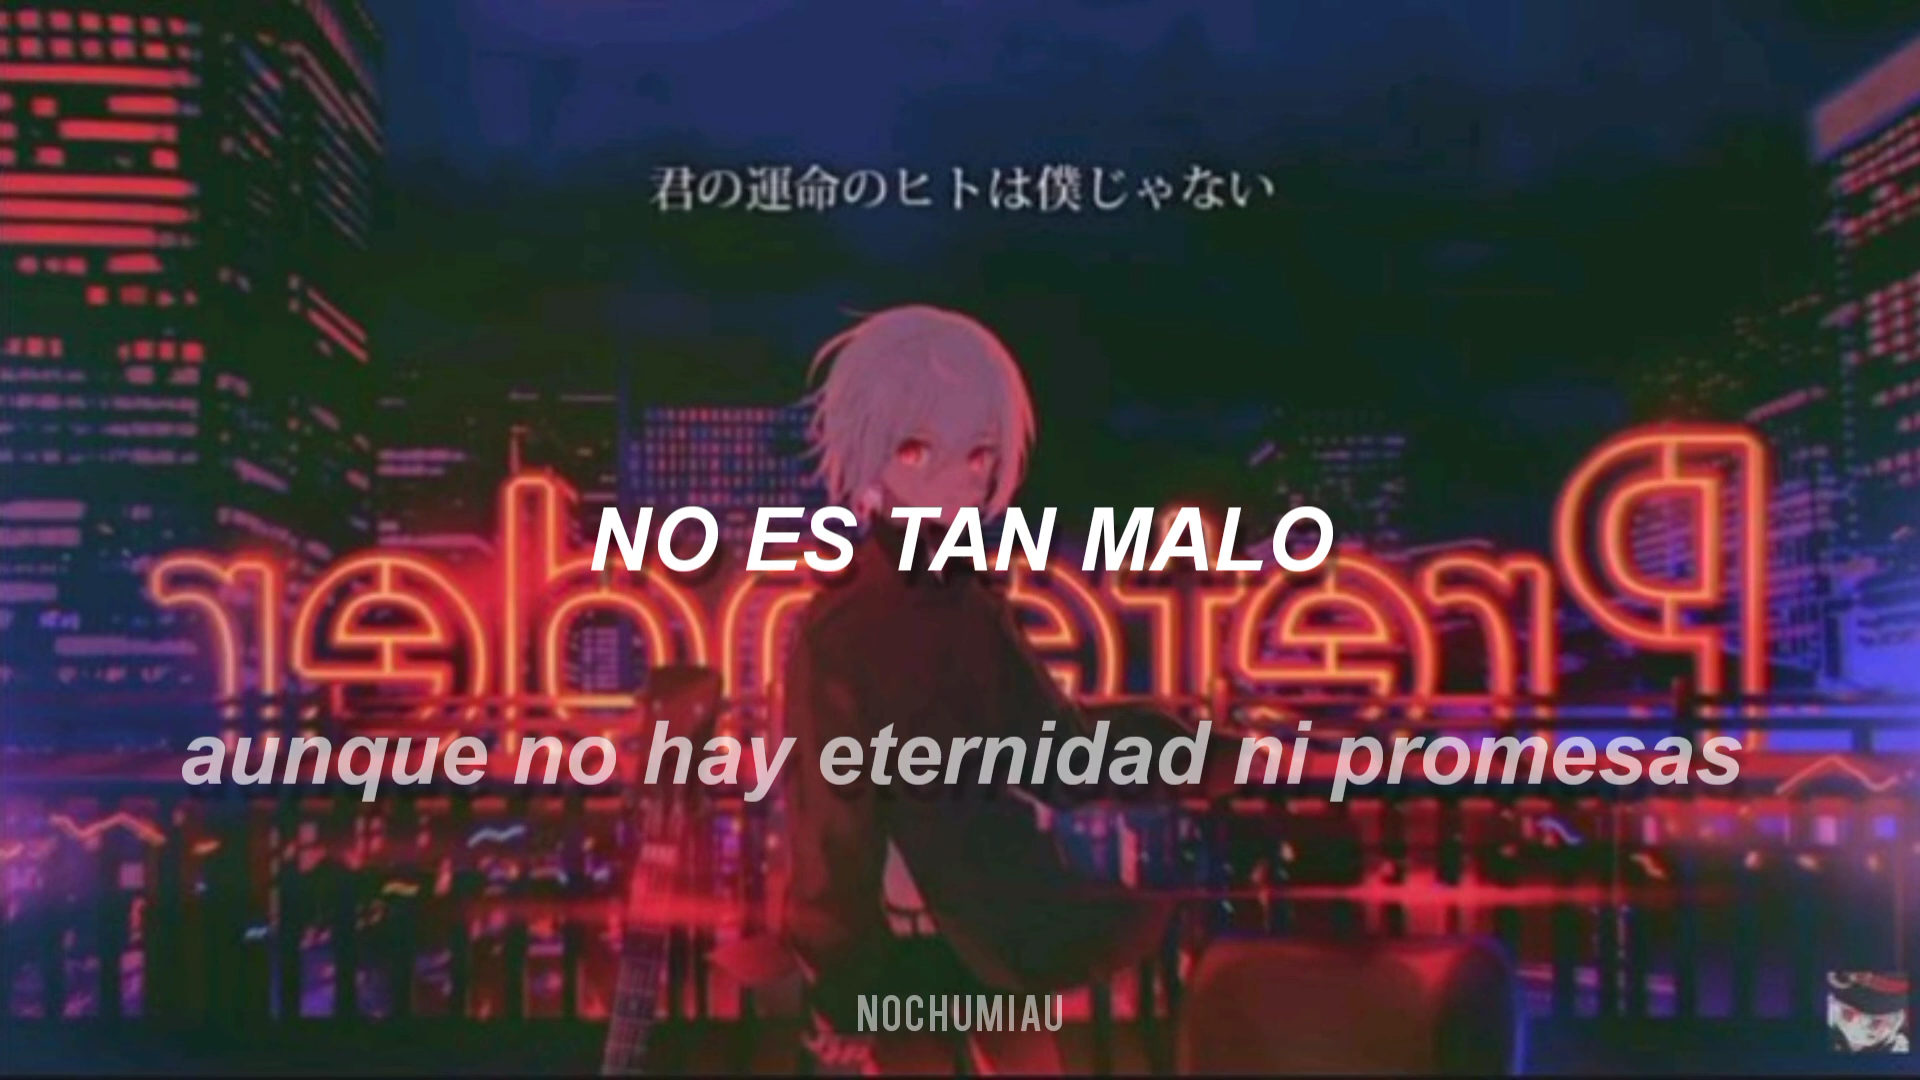 君の運命のヒトは僕じゃない
NO ES TAN MALO
Pretender
aunque no hay eternidad ni promesas
NOCHUMIAU